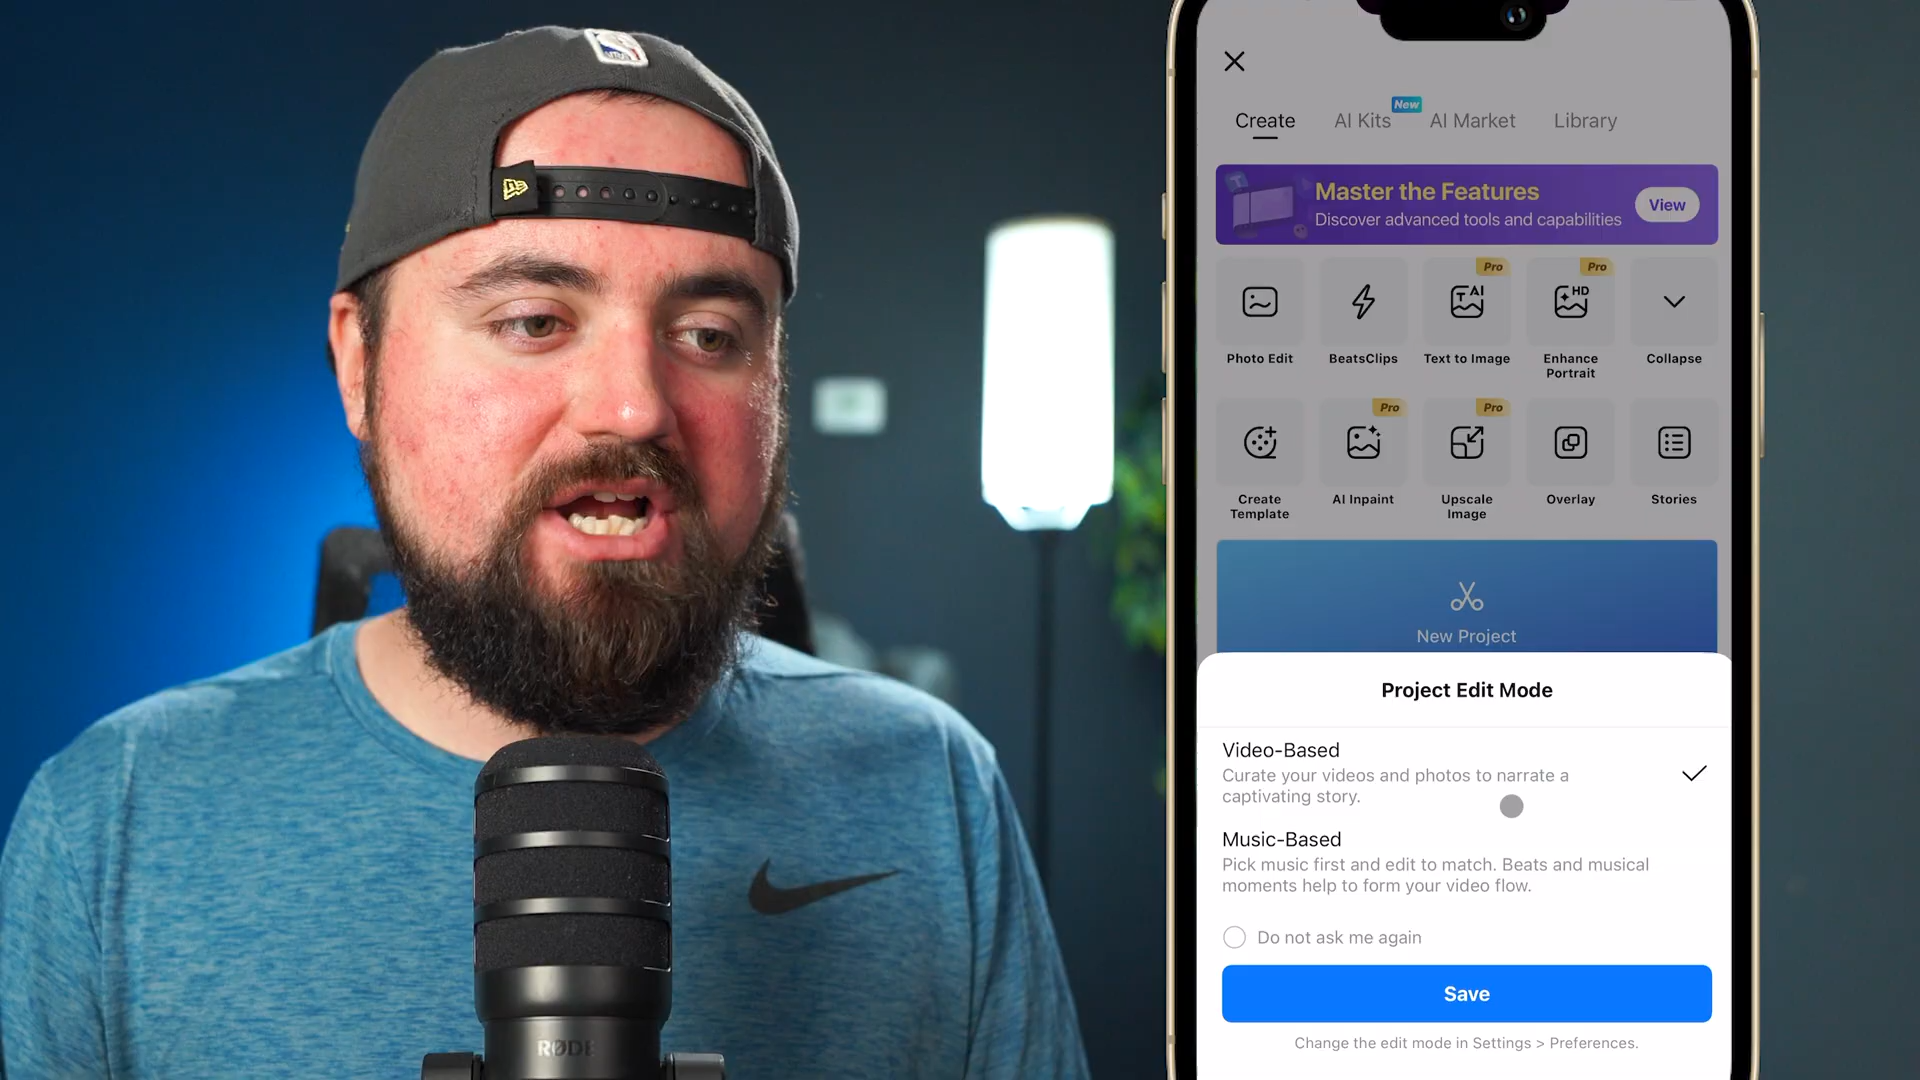 Create
AI Kits
New
AI Market
Library
Master the Features
Discover advanced tools and capabilities
View
Photo Edit
BeatsClips
Pro
Text to Image
Pro
HD
Enhance
Portrait
Collapse
Create
Template
Pro
AI Inpaint
Pro
Upscale
Image
Overlay
Stories
New Project
Project Edit Mode
Video-Based
Curate your videos and photos to narrate a
captivating story.
Music-Based
Pick music first and edit to match. Beats and musical
moments help to form your video flow.
Do not ask me again
Save
Change the edit mode in Settings > Preferences.
RØDE